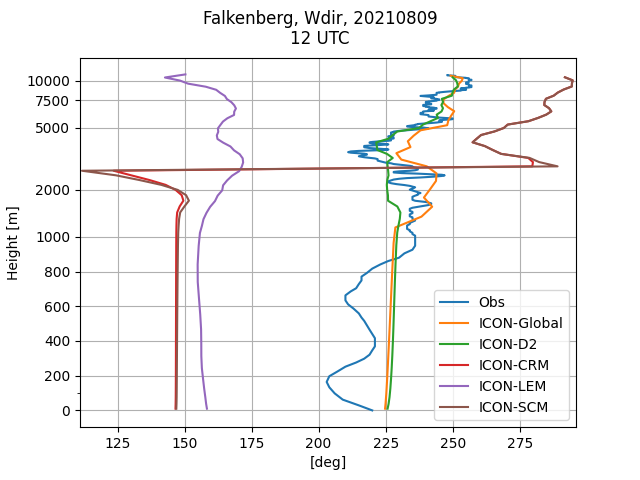 Falkenberg, Wdir, 20210809
12 UTC
10000
7500
5000
2000
1000
800
600
400
200
0
Height [m]
125
150
175
200
225
250
275
[deg]
Obs
ICON-Global
ICON-D2
ICON-CRM
ICON-LEM
ICON-SCM